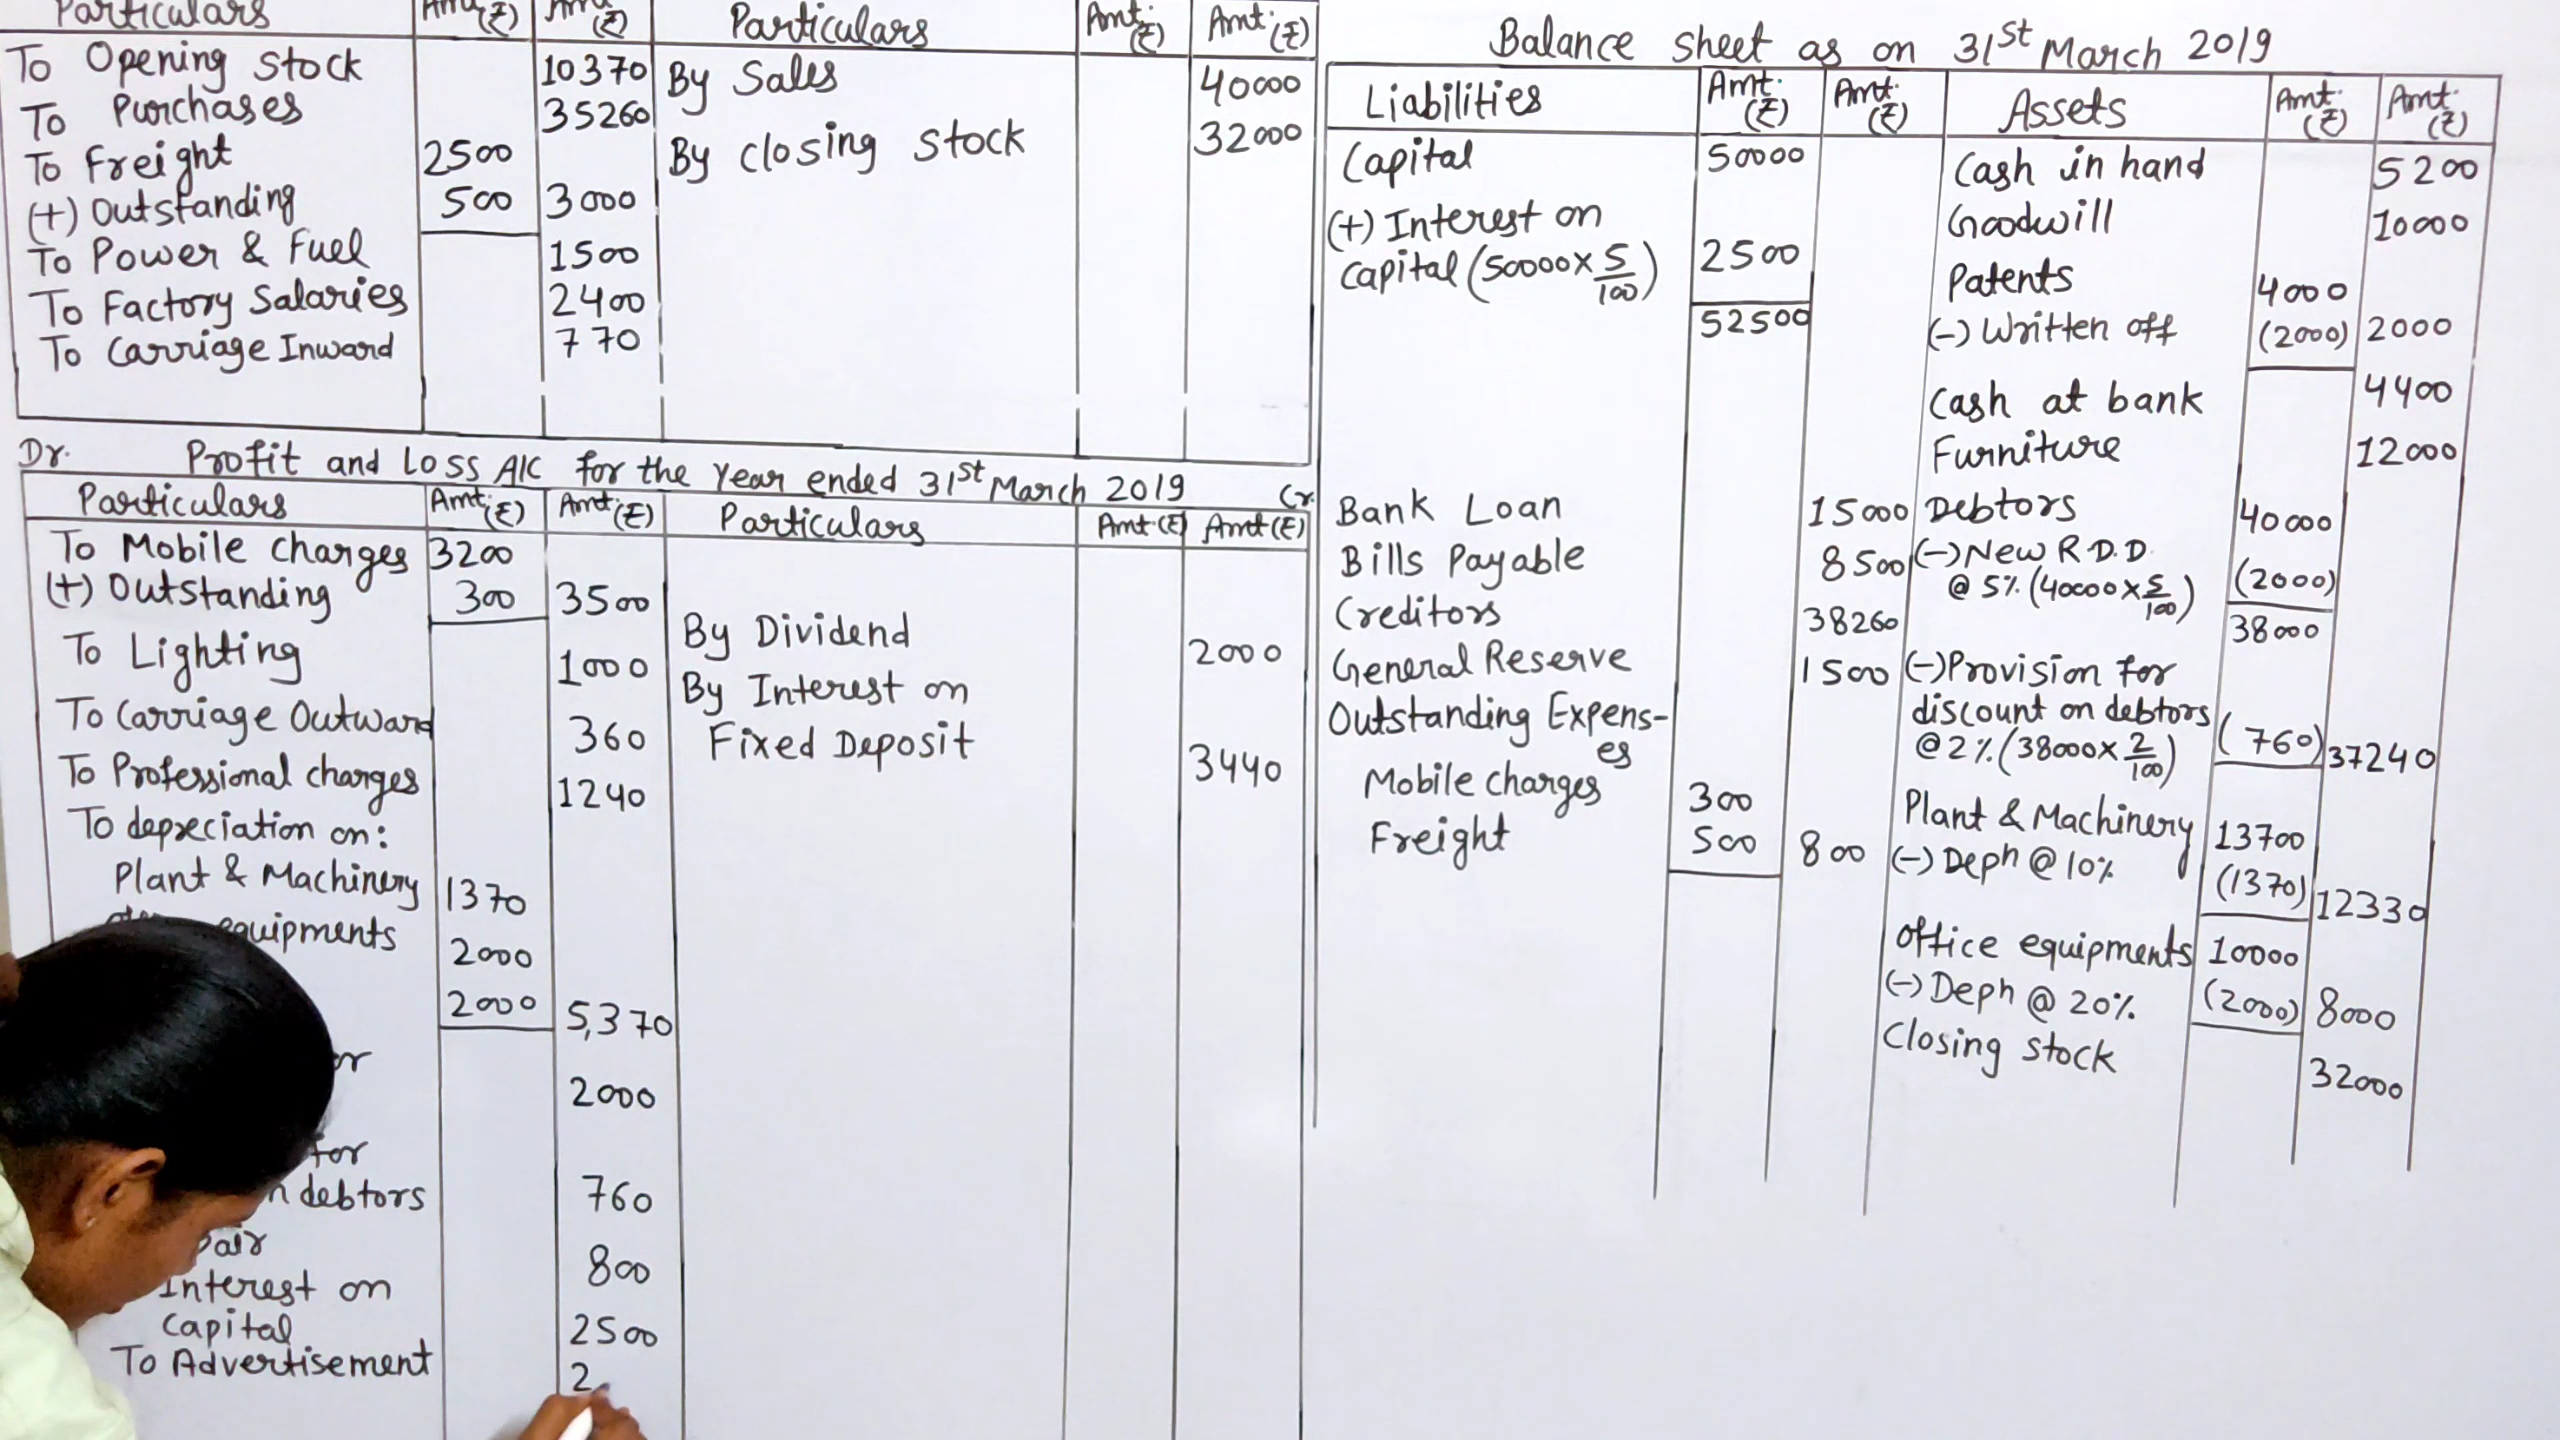 Particulars Amt.(₹) Amt.(₹) Particulars Amt.(₹) Amt.(₹)
To Opening stock 10370 By Sales 40000
To Purchases 35260
To Freight 2500 By closing stock 32000
(+) Outstanding 500 3000
To Power & Fuel 1500
To Factory Salaries 2400
To Carriage Inward 770
Dr. Profit and Loss A/C for the Year ended 31st March 2019 Cr.
Particulars Amt.(₹) Amt.(₹) Particulars Amt.(₹) Amt(₹)
To Mobile charges 3200
(+) Outstanding 300 3500
By Dividend 2000
To Lighting 1000
By Interest on
Fixed Deposit 3440
To Carriage Outward 360
To Professional charges 1240
To depreciation on:
Plant & Machinery 1370
equipments 2000
2000 5,370
2000
for
760
n debtors
800
Interest on
Capital 2500
To Advertisement 2
Balance Sheet as on 31st March 2019
Liabilities Amt.(₹) Amt.(₹) Assets Amt.(₹) Amt.(₹)
Capital 50000
(+) Interest on
capital (50000 × 5/100) 2500
52500
Bank Loan 15000
Bills Payable 8500
Creditors 38260
General Reserve 1500
Outstanding Expens-
es
Mobile charges 300
Freight 500 800
Cash in hand 5200
Goodwill 10000
Patents 4000
(-) Written off (2000) 2000
Cash at bank 4400
Furniture 12000
Debtors 40000
(-) New R.D.D.
@ 5% (40000 × 5/100) (2000)
38000
(-) Provision for
discount on debtors
@ 2% (38000 × 2/100) (760) 37240
Plant & Machinery 13700
(-) Deph @ 10% (1370) 12330
office equipments 10000
(-) Deph @ 20% (2000) 8000
Closing stock 32000